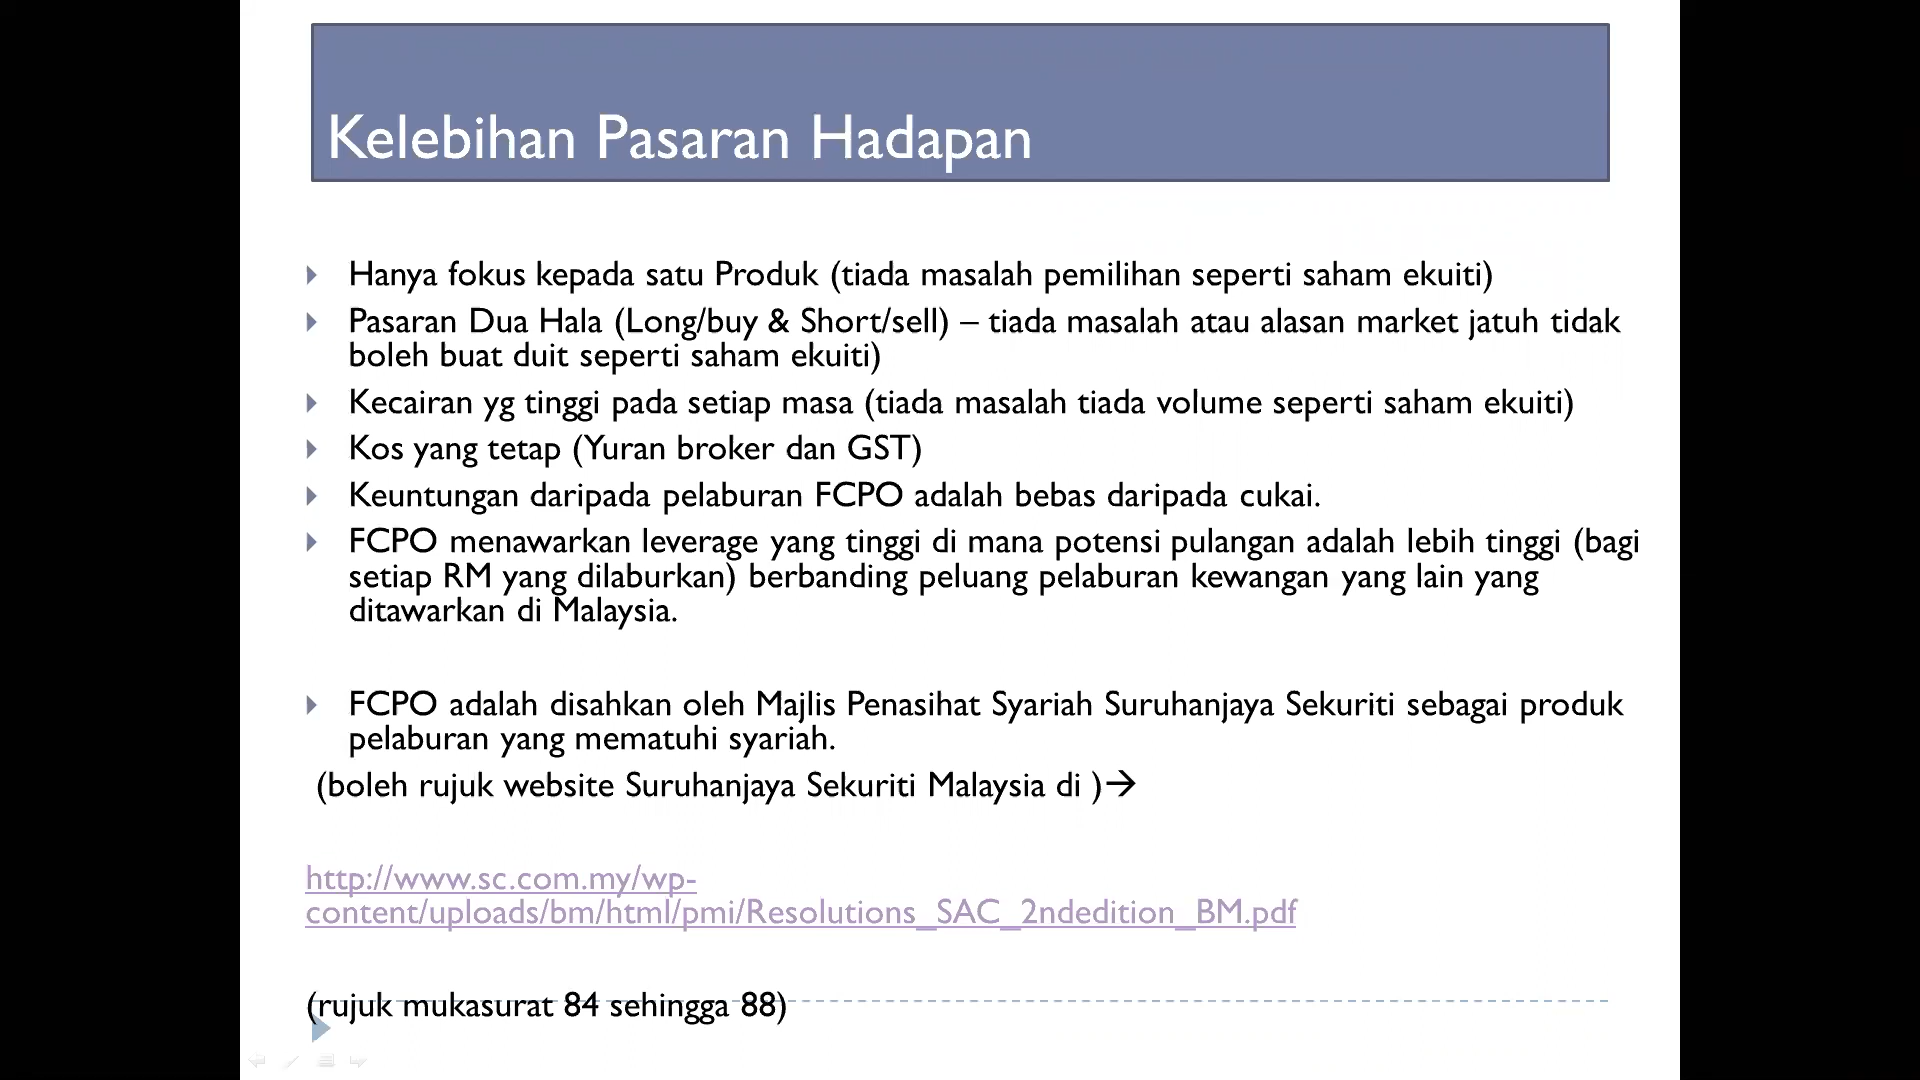 Kelebihan Pasaran Hadapan
Hanya fokus kepada satu Produk (tiada masalah pemilihan seperti saham ekuiti)
Pasaran Dua Hala (Long/buy & Short/sell) – tiada masalah atau alasan market jatuh tidak
boleh buat duit seperti saham ekuiti)
Kecairan yg tinggi pada setiap masa (tiada masalah tiada volume seperti saham ekuiti)
Kos yang tetap (Yuran broker dan GST)
Keuntungan daripada pelaburan FCPO adalah bebas daripada cukai.
FCPO menawarkan leverage yang tinggi di mana potensi pulangan adalah lebih tinggi (bagi
setiap RM yang dilaburkan) berbanding peluang pelaburan kewangan yang lain yang
ditawarkan di Malaysia.
FCPO adalah disahkan oleh Majlis Penasihat Syariah Suruhanjaya Sekuriti sebagai produk
pelaburan yang mematuhi syariah.
(boleh rujuk website Suruhanjaya Sekuriti Malaysia di )→
http://www.sc.com.my/wp-
content/uploads/bm/html/pmi/Resolutions_SAC_2ndedition_BM.pdf
(rujuk mukasurat 84 sehingga 88)